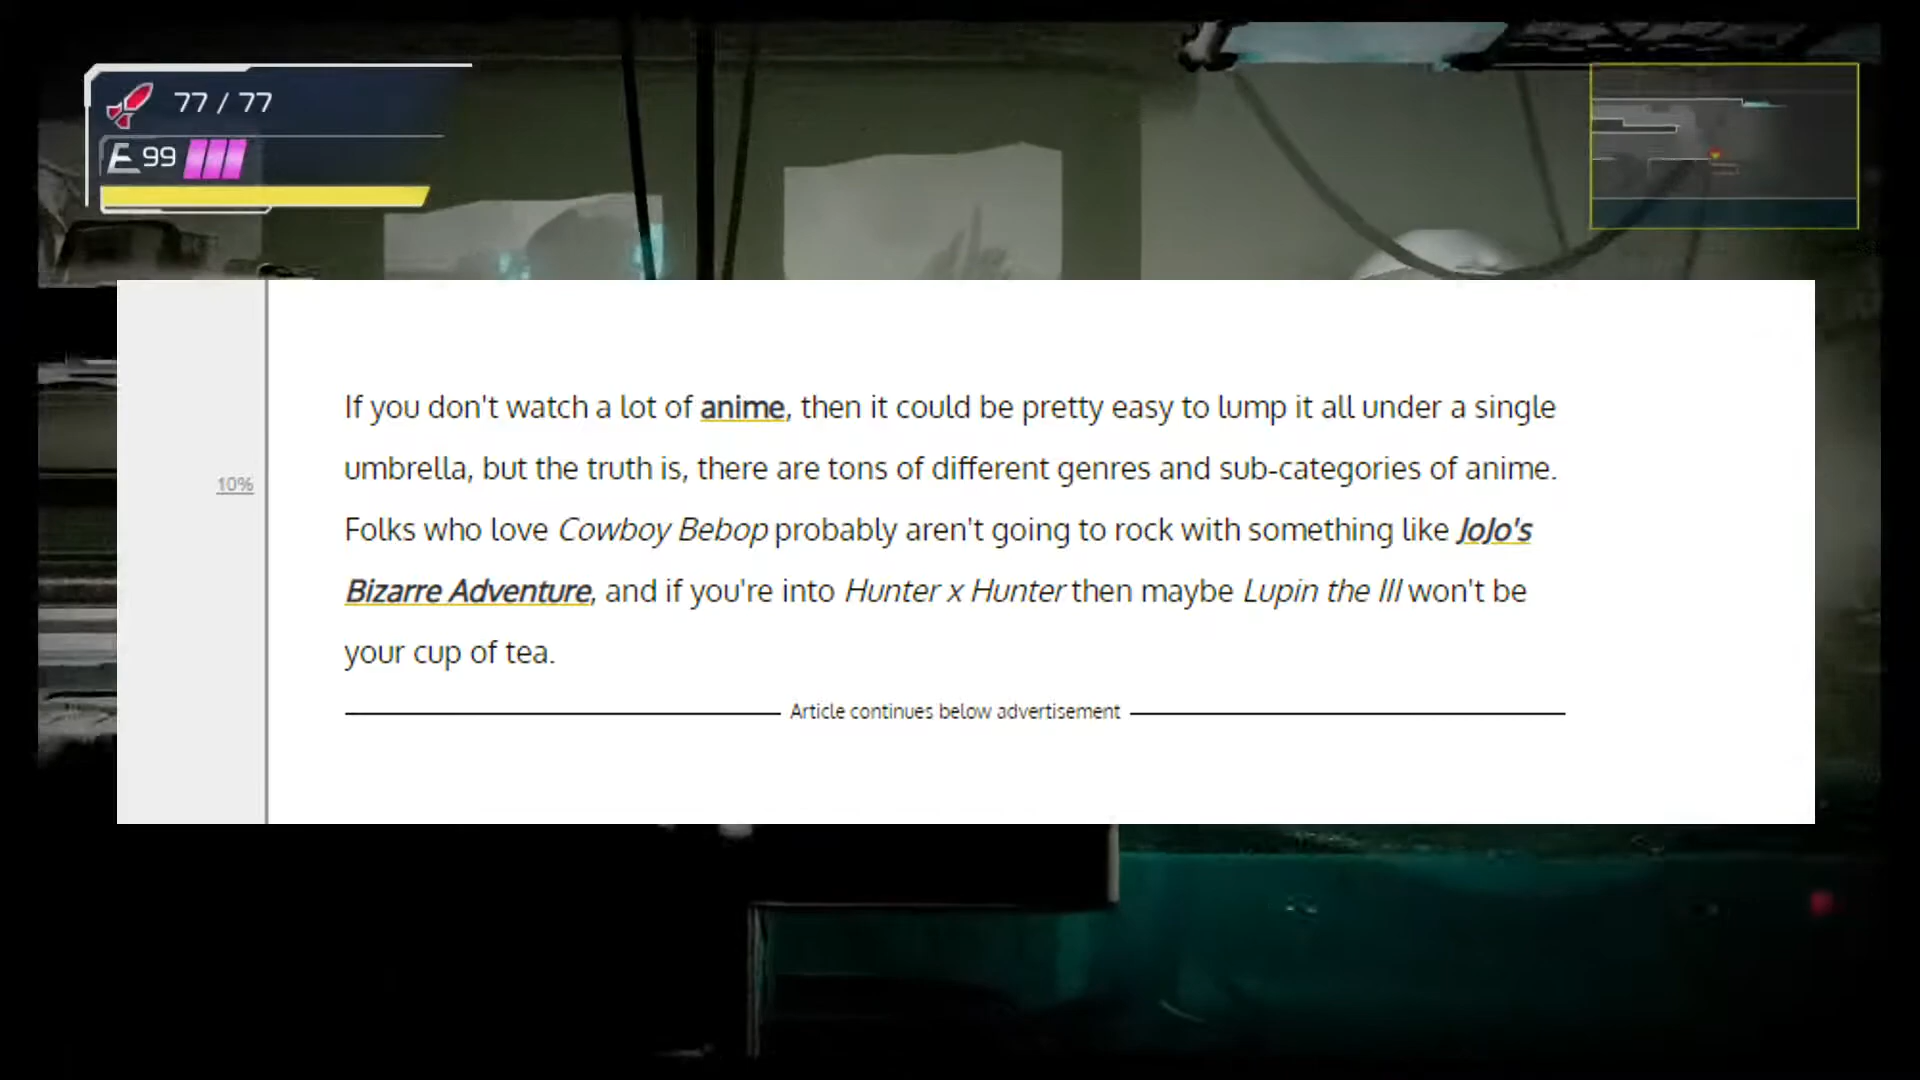 77 / 77
E 99
If you don't watch a lot of anime, then it could be pretty easy to lump it all under a single
umbrella, but the truth is, there are tons of different genres and sub-categories of anime.
10%
Folks who love Cowboy Bebop probably aren't going to rock with something like JoJo's
Bizarre Adventure, and if you're into Hunter x Hunter then maybe Lupin the III won't be
your cup of tea.
Article continues below advertisement